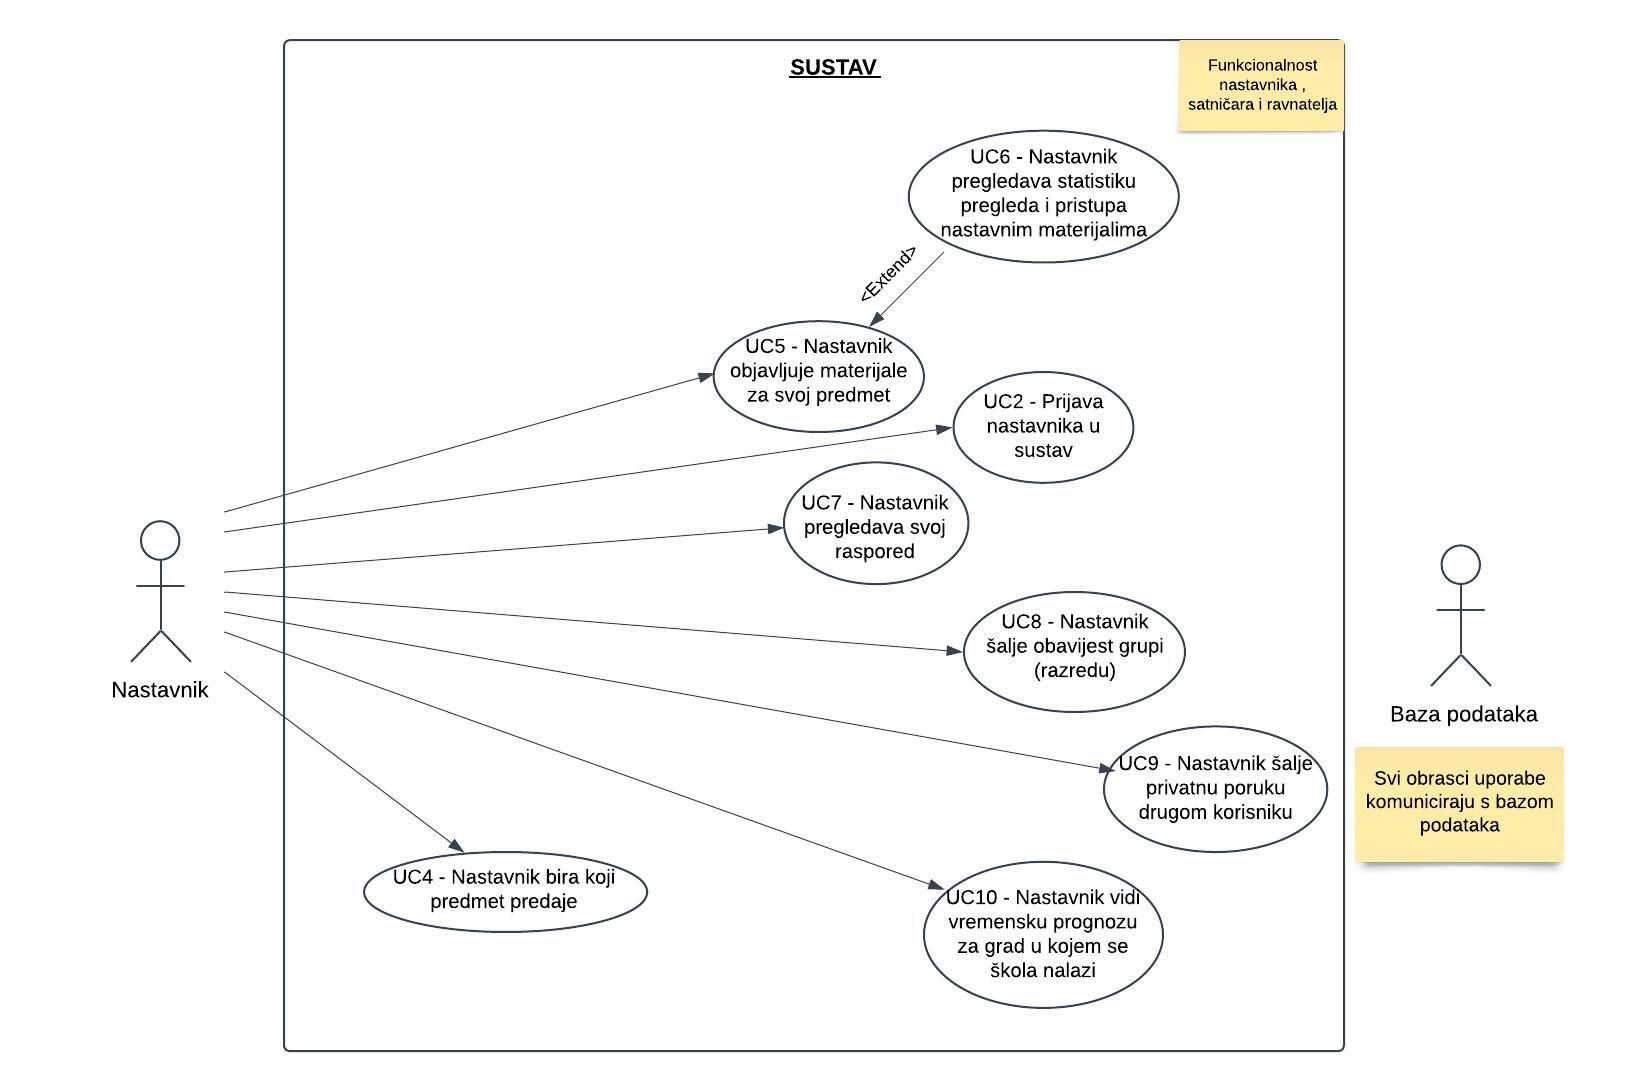 SUSTAV
Funkcionalnost
nastavnika ,
satničara i ravnatelja
UC6 - Nastavnik
pregledava statistiku
pregleda i pristupa
nastavnim materijalima
<Extend>
UC5 - Nastavnik
objavljuje materijale
za svoj predmet
UC2 - Prijava
nastavnika u
sustav
UC7 - Nastavnik
pregledava svoj
raspored
UC8 - Nastavnik
šalje obavijest grupi
(razredu)
Nastavnik
Baza podataka
UC9 - Nastavnik šalje
privatnu poruku
drugom korisniku
Svi obrasci uporabe
komuniciraju s bazom
podataka
UC4 - Nastavnik bira koji
predmet predaje
UC10 - Nastavnik vidi
vremensku prognozu
za grad u kojem se
škola nalazi